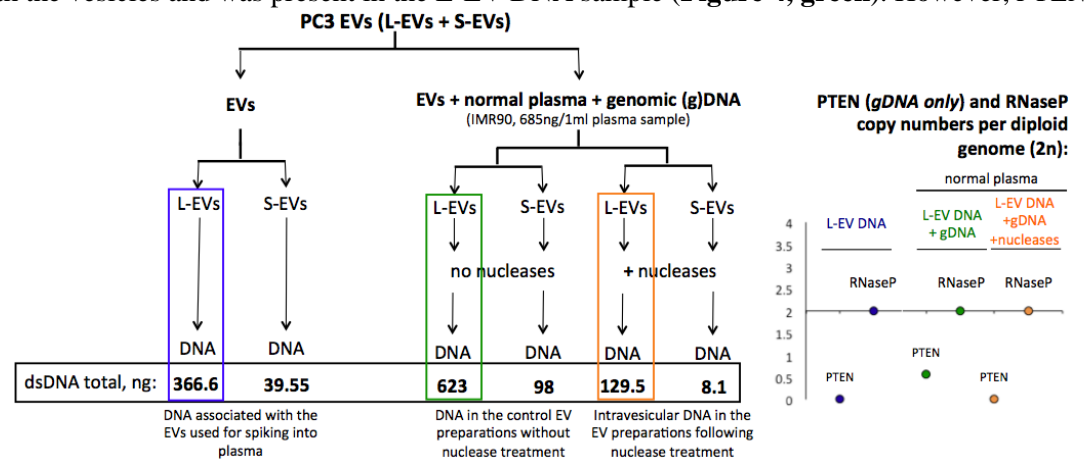 PC3 EVs (L-EVs + S-EVs)
EVs
EVs + normal plasma + genomic (g)DNA
(IMR90, 685ng/1ml plasma sample)
L-EVs S-EVs L-EVs S-EVs L-EVs S-EVs
no nucleases + nucleases
DNA DNA DNA DNA DNA DNA
dsDNA total, ng: 366.6 39.55 623 98 129.5 8.1
DNA associated with the
EVs used for spiking into
plasma
DNA in the control EV
preparations without
nuclease treatment
Intravesicular DNA in the
EV preparations following
nuclease treatment
PTEN (gDNA only) and RNaseP
copy numbers per diploid
genome (2n):
normal plasma
L-EV DNA
L-EV DNA
+ gDNA
L-EV DNA
+gDNA
+nucleases
4
3.5
3
2.5
2
1.5
1
0.5
0
RNaseP RNaseP RNaseP
PTEN PTEN PTEN